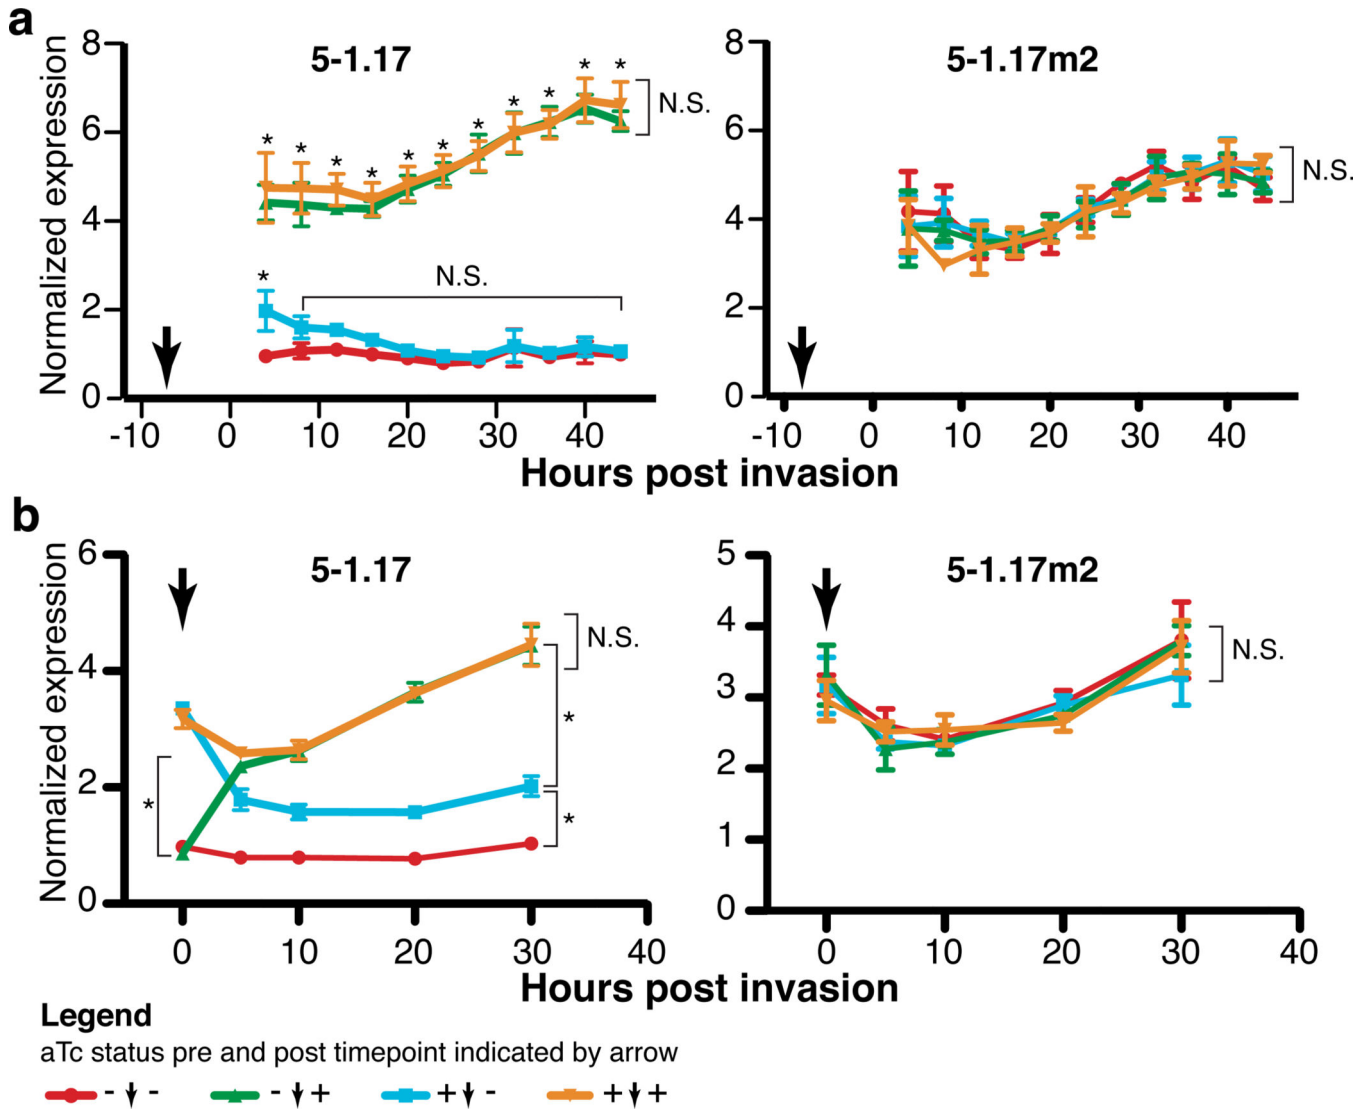 a
5-1.17
5-1.17m2
Normalized expression
8
6
4
2
0
* * * * * * * * * * *
N.S.
*
N.S.
-10 0 10 20 30 40
8
6
4
2
0
N.S.
-10 0 10 20 30 40
Hours post invasion
b
5-1.17
5-1.17m2
Normalized expression
6
4
2
0
*
N.S.
*
*
0 10 20 30 40
5
4
3
2
1
0
N.S.
0 10 20 30 40
Hours post invasion
Legend
aTc status pre and post timepoint indicated by arrow
- - - + + - + +